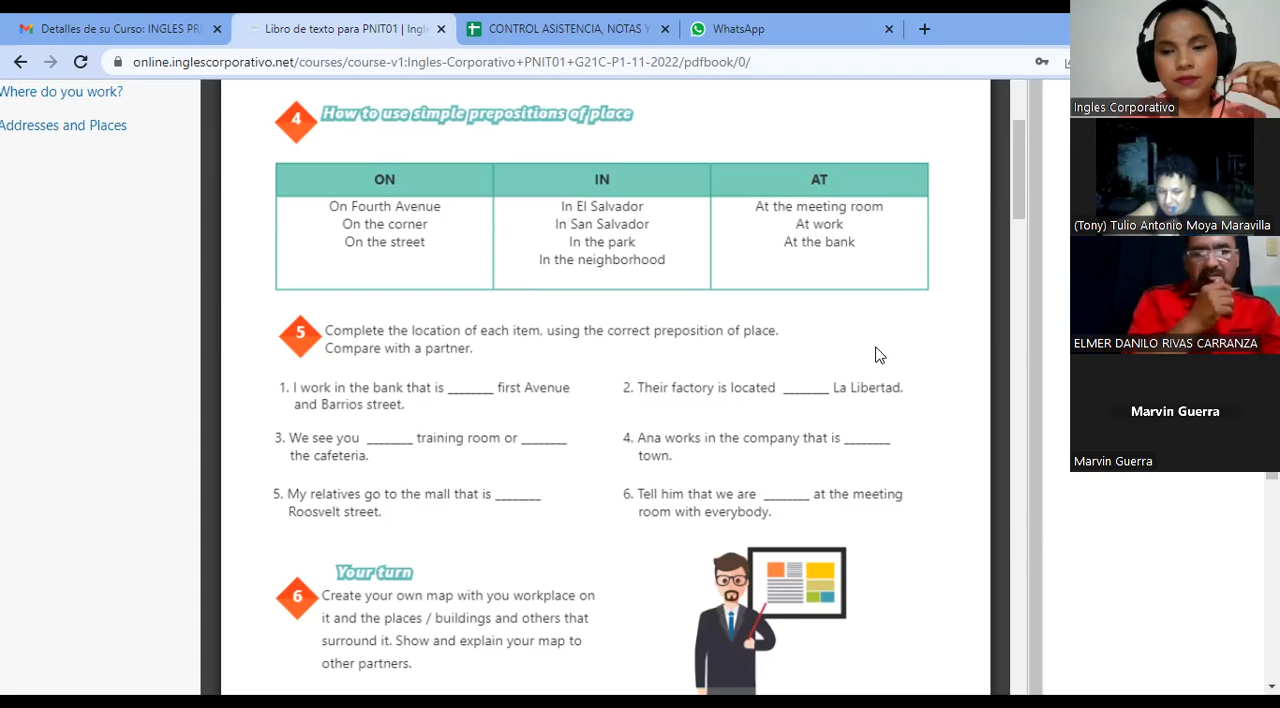 Detalles de su Curso: INGLES PRI
Libro de texto para PNIT01 | Ingl
CONTROL ASISTENCIA, NOTAS Y
WhatsApp
online.inglescorporativo.net/courses/course-v1:Ingles-Corporativo+PNIT01+G21C-P1-11-2022/pdfbook/0/
Where do you work?
Addresses and Places
4 How to use simple prepositions of place
ON IN AT
On Fourth Avenue In El Salvador At the meeting room
On the corner In San Salvador At work
On the street In the park At the bank
In the neighborhood
5 Complete the location of each item, using the correct preposition of place.
Compare with a partner.
1. I work in the bank that is _______ first Avenue
and Barrios street.
2. Their factory is located _______ La Libertad.
3. We see you _______ training room or _______
the cafeteria.
4. Ana works in the company that is _______
town.
5. My relatives go to the mall that is _______
Roosvelt street.
6. Tell him that we are _______ at the meeting
room with everybody.
Your turn
6 Create your own map with you workplace on
it and the places / buildings and others that
surround it. Show and explain your map to
other partners.
Ingles Corporativo
(Tony) Tulio Antonio Moya Maravilla
ELMER DANILO RIVAS CARRANZA
Marvin Guerra
Marvin Guerra